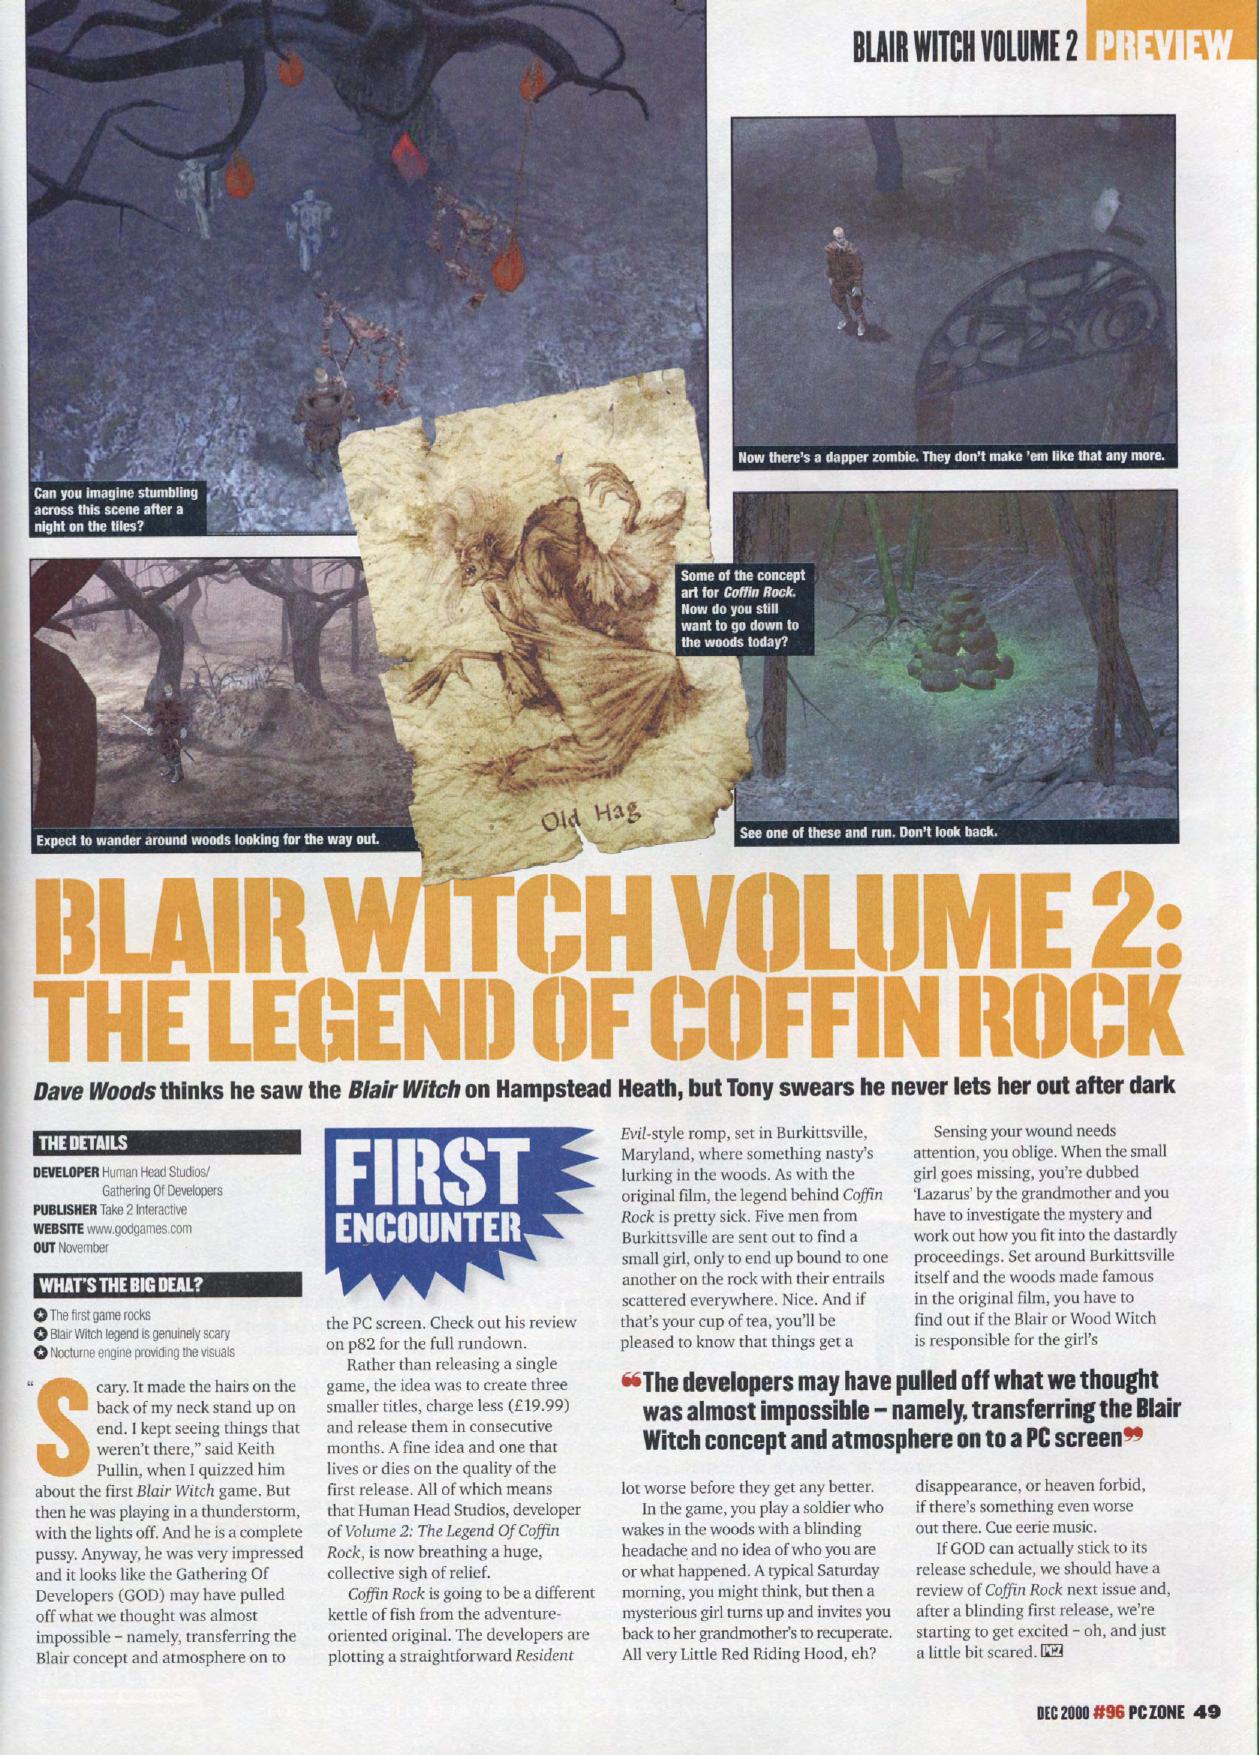 BLAIR WITCH VOLUME 2 PREVIEW
Can you imagine stumbling
across this scene after a
night on the tiles?
Now there's a dapper zombie. They don't make 'em like that any more.
Some of the concept
art for Coffin Rock.
Now do you still
want to go down to
the woods today?
Old Hag
Expect to wander around woods looking for the way out.
See one of these and run. Don't look back.
BLAIR WITCH VOLUME 2:
THE LEGEND OF COFFIN ROCK
Dave Woods thinks he saw the Blair Witch on Hampstead Heath, but Tony swears he never lets her out after dark
THE DETAILS
DEVELOPER Human Head Studios/
Gathering Of Developers
PUBLISHER Take 2 Interactive
WEBSITE www.godgames.com
OUT November
WHAT'S THE BIG DEAL?
The first game rocks
Blair Witch legend is genuinely scary
Nocturne engine providing the visuals
"Scary. It made the hairs on the
back of my neck stand up on
end. I kept seeing things that
weren't there," said Keith
Pullin, when I quizzed him
about the first Blair Witch game. But
then he was playing in a thunderstorm,
with the lights off. And he is a complete
pussy. Anyway, he was very impressed
and it looks like the Gathering Of
Developers (GOD) may have pulled
off what we thought was almost
impossible – namely, transferring the
Blair concept and atmosphere on to
FIRST
ENCOUNTER
the PC screen. Check out his review
on p82 for the full rundown.
Rather than releasing a single
game, the idea was to create three
smaller titles, charge less (£19.99)
and release them in consecutive
months. A fine idea and one that
lives or dies on the quality of the
first release. All of which means
that Human Head Studios, developer
of Volume 2: The Legend Of Coffin
Rock, is now breathing a huge,
collective sigh of relief.
Coffin Rock is going to be a different
kettle of fish from the adventure-
oriented original. The developers are
plotting a straightforward Resident
Evil-style romp, set in Burkittsville,
Maryland, where something nasty's
lurking in the woods. As with the
original film, the legend behind Coffin
Rock is pretty sick. Five men from
Burkittsville are sent out to find a
small girl, only to end up bound to one
another on the rock with their entrails
scattered everywhere. Nice. And if
that's your cup of tea, you'll be
pleased to know that things get a
lot worse before they get any better.
In the game, you play a soldier who
wakes in the woods with a blinding
headache and no idea of who you are
or what happened. A typical Saturday
morning, you might think, but then a
mysterious girl turns up and invites you
back to her grandmother's to recuperate.
All very Little Red Riding Hood, eh?
Sensing your wound needs
attention, you oblige. When the small
girl goes missing, you're dubbed
'Lazarus' by the grandmother and you
have to investigate the mystery and
work out how you fit into the dastardly
proceedings. Set around Burkittsville
itself and the woods made famous
in the original film, you have to
find out if the Blair or Wood Witch
is responsible for the girl's
"The developers may have pulled off what we thought
was almost impossible – namely, transferring the Blair
Witch concept and atmosphere on to a PC screen"
disappearance, or heaven forbid,
if there's something even worse
out there. Cue eerie music.
If GOD can actually stick to its
release schedule, we should have a
review of Coffin Rock next issue and,
after a blinding first release, we're
starting to get excited – oh, and just
a little bit scared. PCZ
DEC 2000 #96 PC ZONE 49